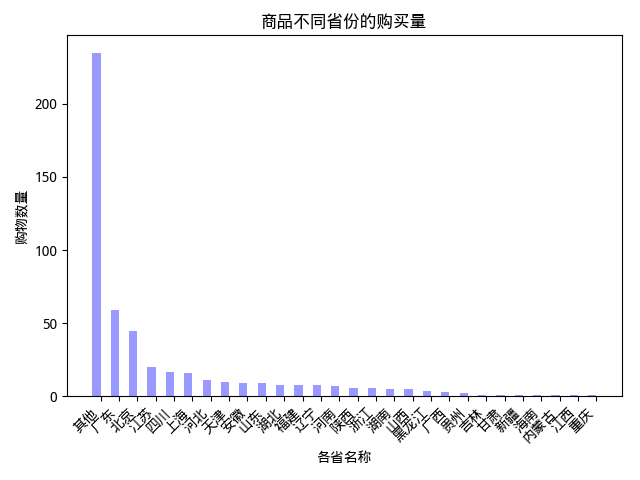 商品不同省份的购买量
购物数量
200
150
100
50
0
其他
广东
北京
江苏
四川
上海
河北
天津
安徽
山东
湖北
福建
辽宁
河南
陕西
浙江
湖南
山西
黑龙江
广西
贵州
吉林
甘肃
新疆
海南
内蒙古
江西
重庆
各省名称